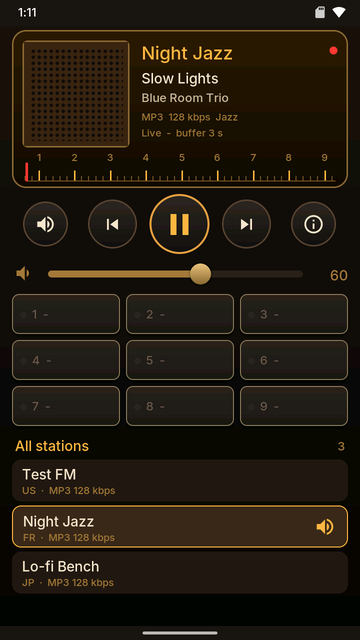 1:11
Night Jazz
Slow Lights
Blue Room Trio
MP3 128 kbps Jazz
Live - buffer 3 s
1 2 3 4 5 6 7 8 9
60
1 - 2 - 3 -
4 - 5 - 6 -
7 - 8 - 9 -
All stations 3
Test FM
US · MP3 128 kbps
Night Jazz
FR · MP3 128 kbps
Lo-fi Bench
JP · MP3 128 kbps